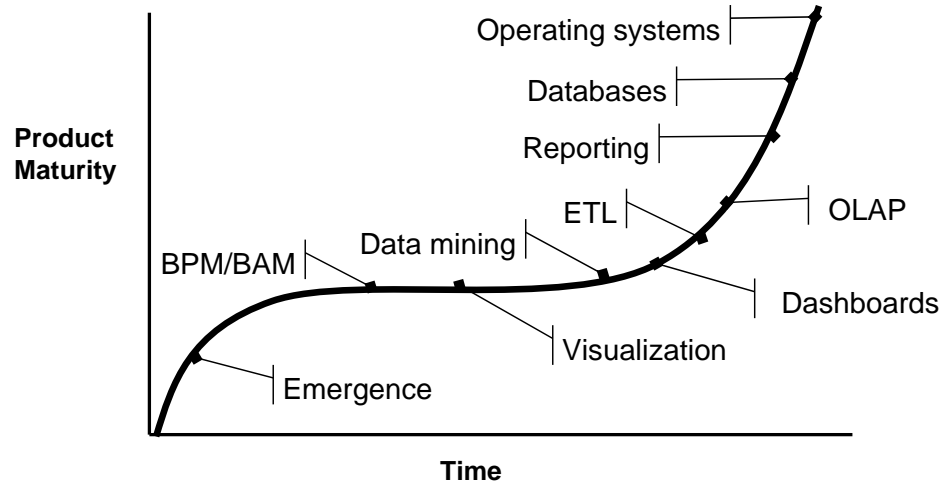 Operating systems
Databases
Product
Maturity
Reporting
ETL
OLAP
Data mining
BPM/BAM
Dashboards
Visualization
Emergence
Time